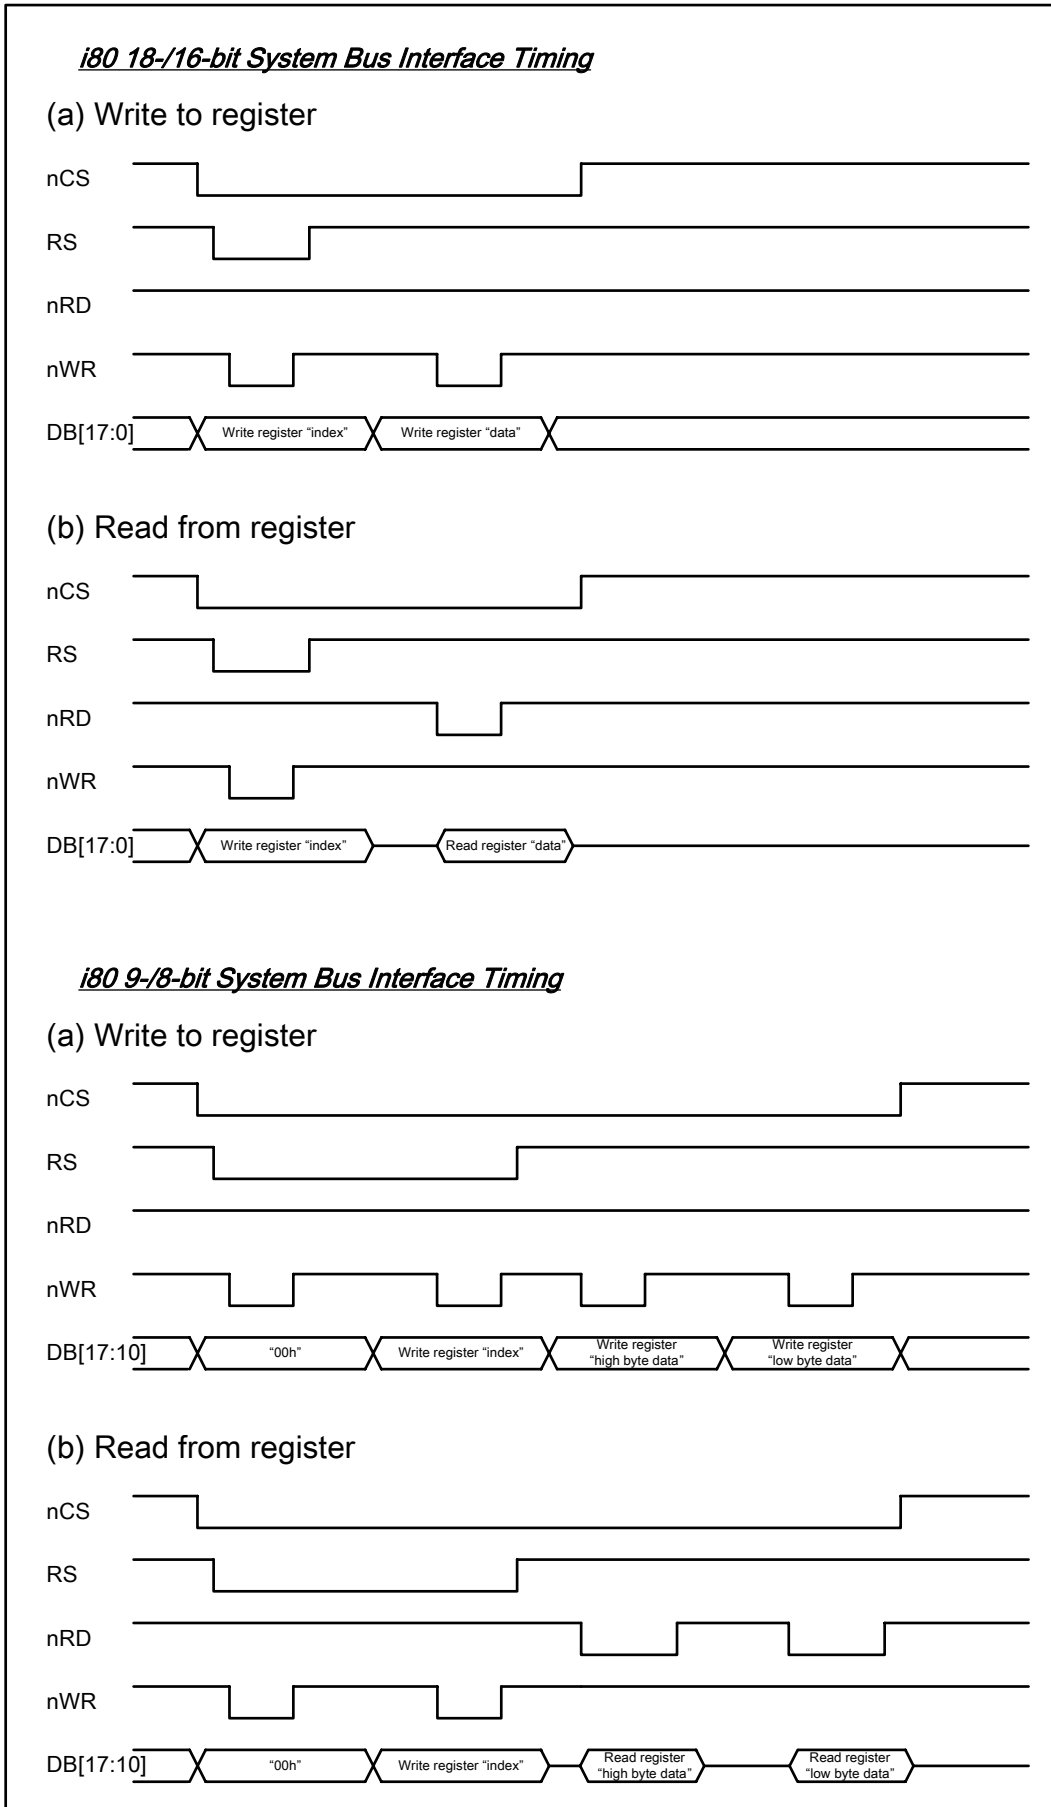 i80 18-/16-bit System Bus Interface Timing
(a) Write to register
nCS
RS
nRD
nWR
DB[17:0]
Write register “index”
Write register “data”
(b) Read from register
nCS
RS
nRD
nWR
DB[17:0]
Write register “index”
Read register “data”
i80 9-/8-bit System Bus Interface Timing
(a) Write to register
nCS
RS
nRD
nWR
DB[17:10]
“00h”
Write register “index”
Write register
“high byte data”
Write register
“low byte data”
(b) Read from register
nCS
RS
nRD
nWR
DB[17:10]
“00h”
Write register “index”
Read register
“high byte data”
Read register
“low byte data”